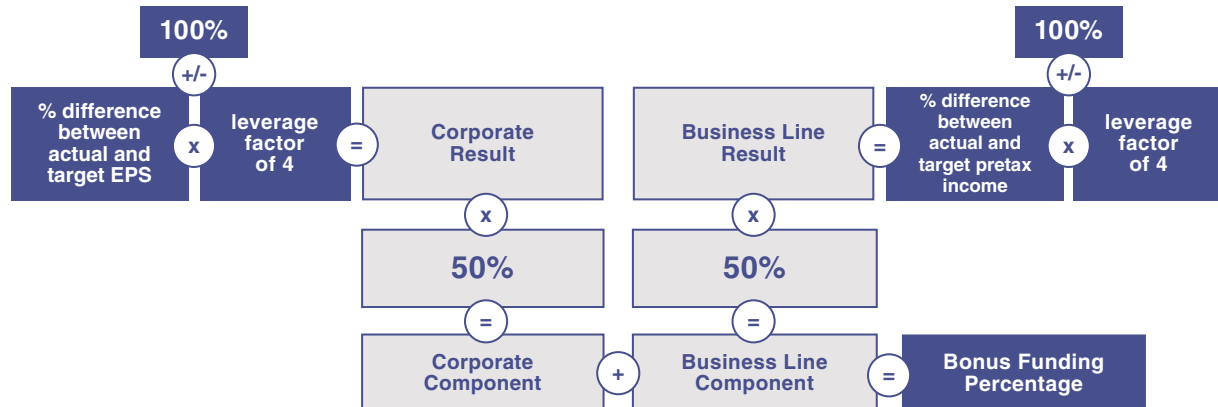 100%
+/-
% difference
between
actual and
target EPS
x
leverage
factor
of 4
=
Corporate
Result
x
50%
=
Corporate
Component
+
100%
+/-
% difference
between
actual and
target pretax
income
x
leverage
factor
of 4
=
Business Line
Result
x
50%
=
Business Line
Component
=
Bonus Funding
Percentage